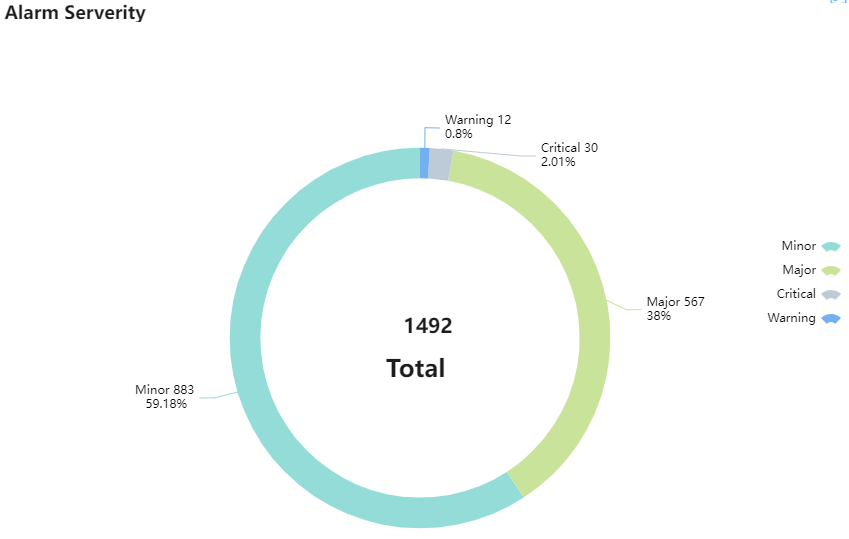 Alarm Serverity
Warning 12
0.8%
Critical 30
2.01%
Minor
Major
Critical
Warning
Major 567
38%
1492
Total
Minor 883
59.18%